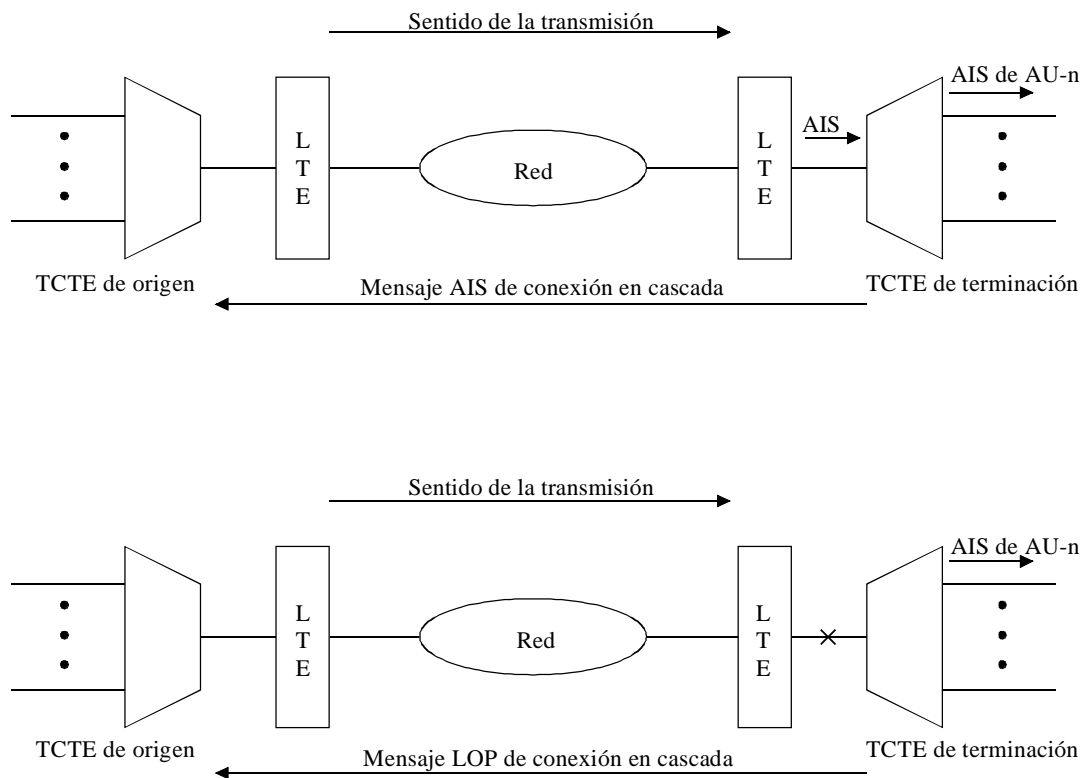 Sentido de la transmisión
AIS de AU-n
L
T
E
Red
L
T
E
AIS
TCTE de origen
Mensaje AIS de conexión en cascada
TCTE de terminación
Sentido de la transmisión
AIS de AU-n
L
T
E
Red
L
T
E
TCTE de origen
Mensaje LOP de conexión en cascada
TCTE de terminación